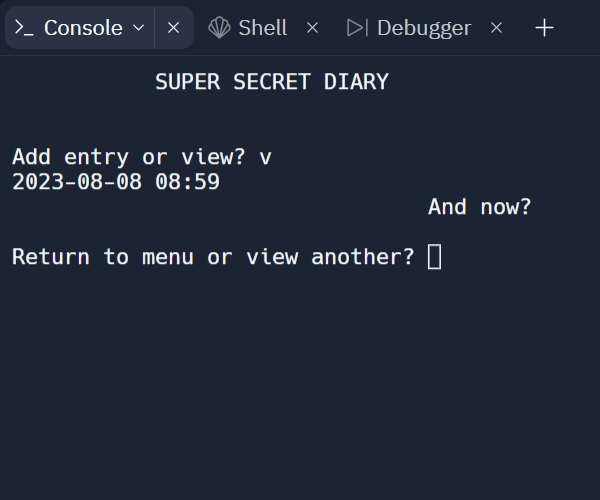 Console Shell Debugger
SUPER SECRET DIARY
Add entry or view? v
2023-08-08 08:59
And now?
Return to menu or view another?